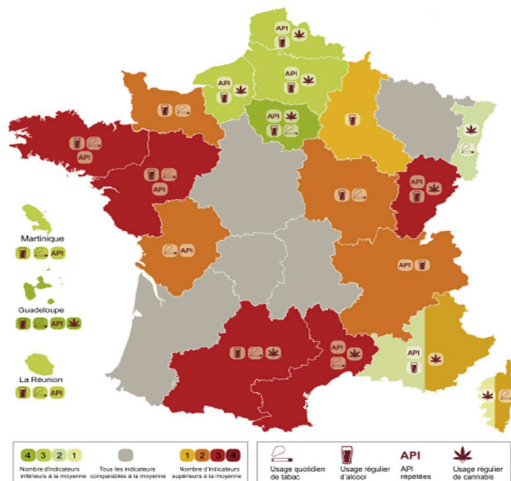 API
API
API
API
API
API
API
API
API
API
API
Martinique
API
Guadeloupe
API
La Réunion
API
4 3 2 1
Nombre d'indicateurs
inférieurs à la moyenne
Tous les indicateurs
comparables à la moyenne
1 2 3 4
Nombre d'indicateurs
supérieurs à la moyenne
Usage quotidien
de tabac
Usage régulier
d'alcool
API
API
répétées
Usage régulier
de cannabis